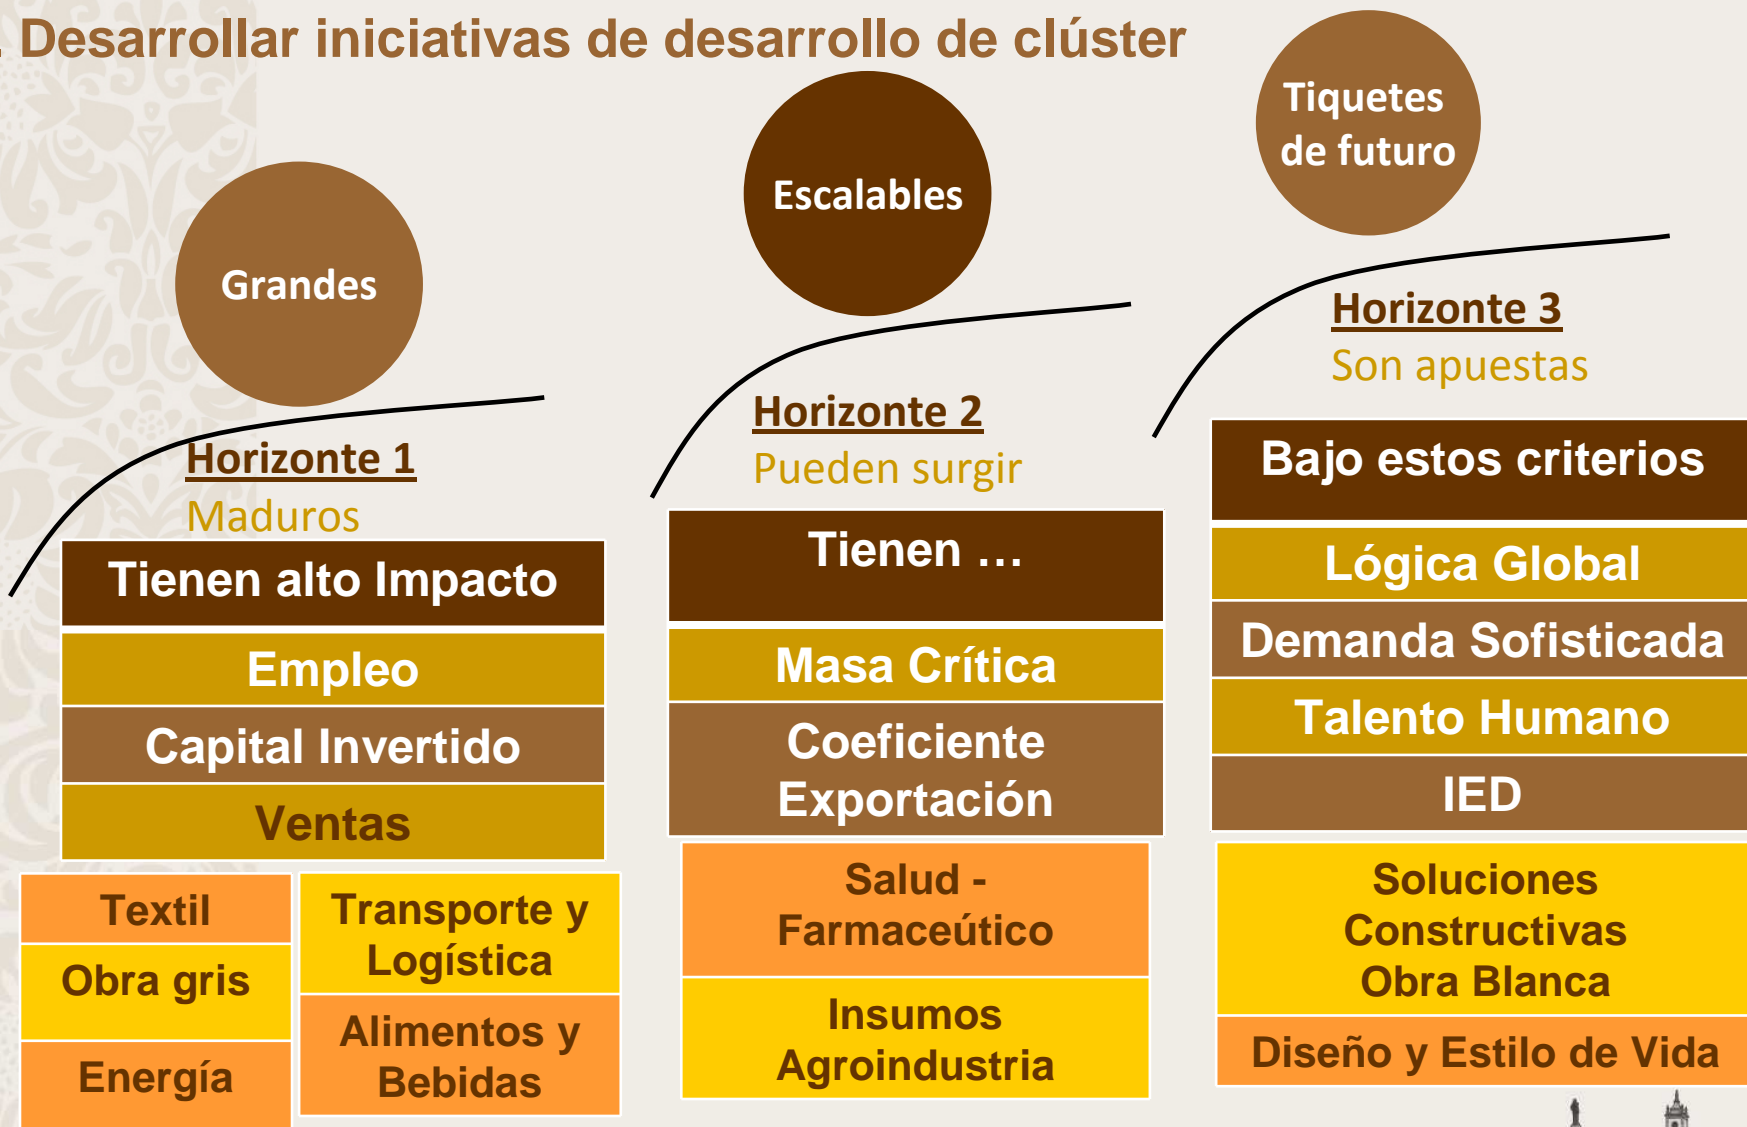 . Desarrollar iniciativas de desarrollo de clúster
Grandes
Horizonte 1
Maduros
Tienen alto Impacto
Empleo
Capital Invertido
Ventas
Textil
Obra gris
Energía
Transporte y
Logística
Alimentos y
Bebidas
Escalables
Horizonte 2
Pueden surgir
Tienen …
Masa Crítica
Coeficiente
Exportación
Salud -
Farmaceútico
Insumos
Agroindustria
Tiquetes
de futuro
Horizonte 3
Son apuestas
Bajo estos criterios
Lógica Global
Demanda Sofisticada
Talento Humano
IED
Soluciones
Constructivas
Obra Blanca
Diseño y Estilo de Vida